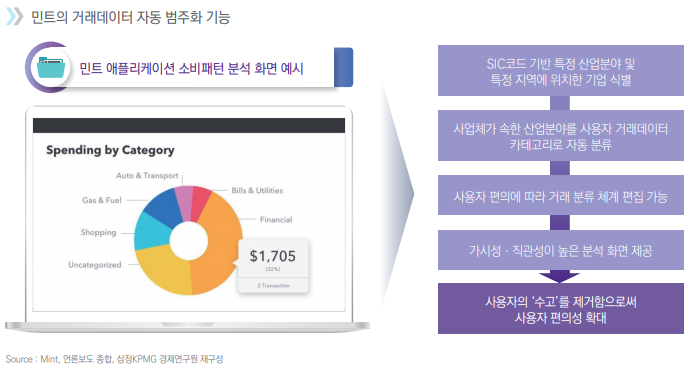 민트의 거래데이터 자동 범주화 기능
민트 애플리케이션 소비패턴 분석 화면 예시
Spending by Category
Auto & Transport
Bills & Utilities
Gas & Fuel
Financial
Shopping
Uncategorized
$1,705
(32%)
2 Transaction
SIC코드 기반 특정 산업분야 및
특정 지역에 위치한 기업 식별
사업체가 속한 산업분야를 사용자 거래데이터
카테고리로 자동 분류
사용자 편의에 따라 거래 분류 체계 편집 가능
가시성 · 직관성이 높은 분석 화면 제공
사용자의 '수고'를 제거함으로써
사용자 편의성 확대
Source : Mint, 언론보도 종합, 삼정KPMG 경제연구원 재구성